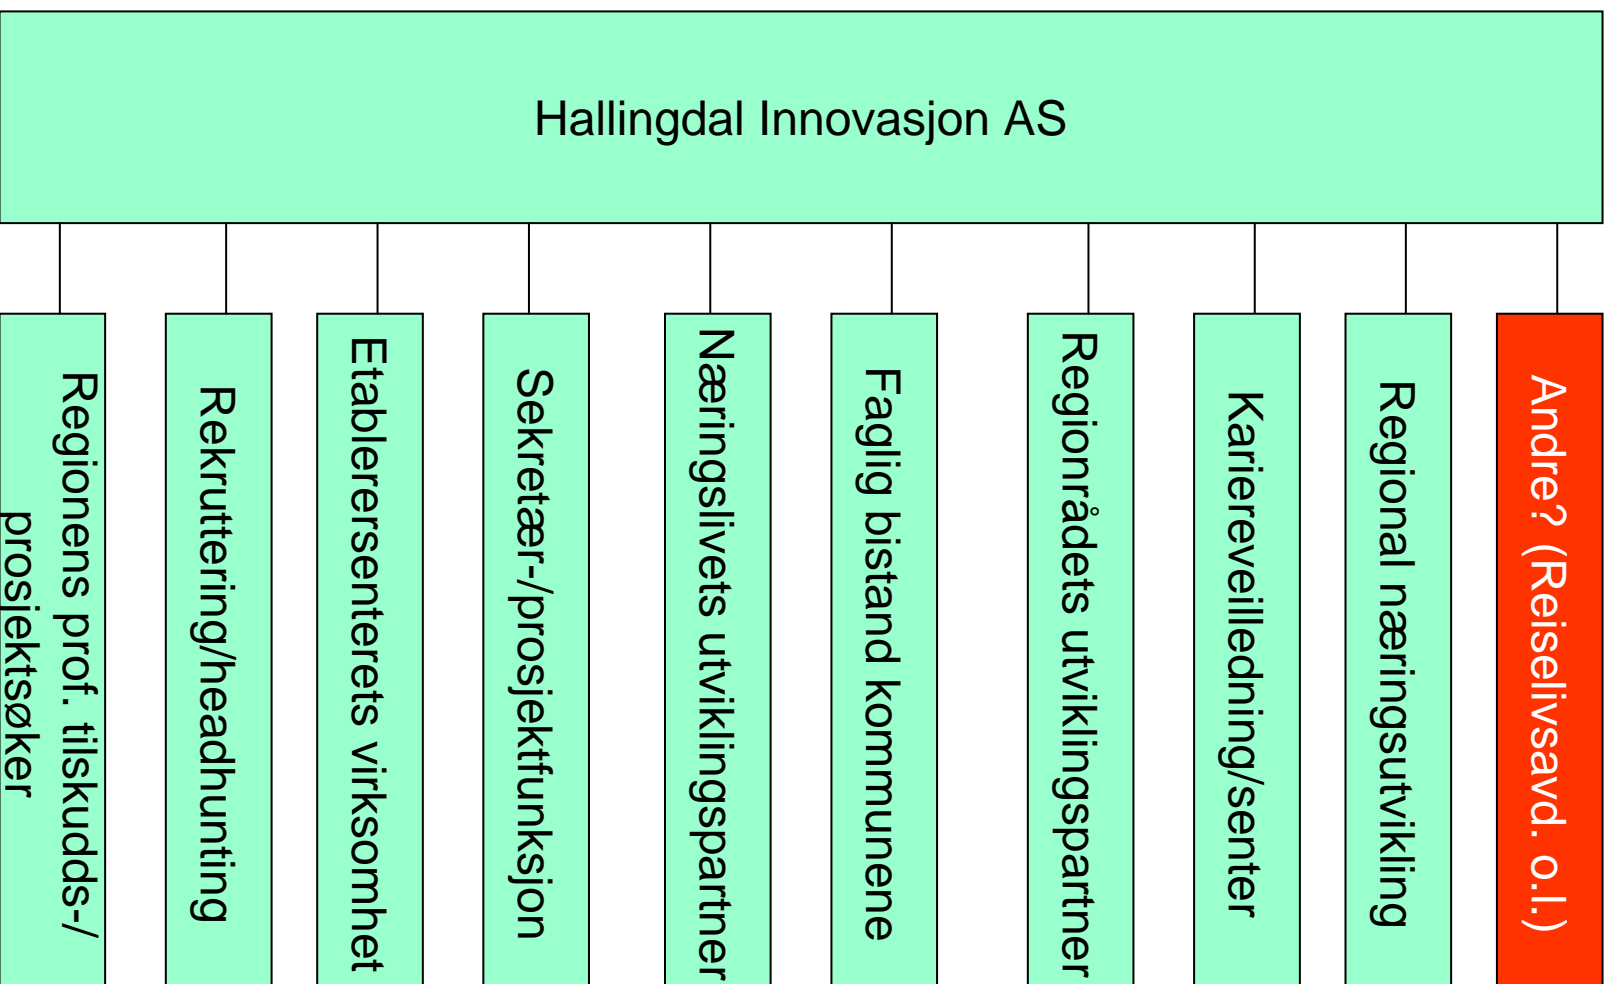 Hallingdal Innovasjon AS
Regionens prof. tilskudds-/
prosjektsøker
Rekruttering/headhunting
Etablerersenterets virksomhet
Sekretær-/prosjektfunksjon
Næringslivets utviklingspartner
Faglig bistand kommunene
Regionrådets utviklingspartner
Kariereveilledning/senter
Regional næringsutvikling
Andre? (Reiselivsavd. o.l.)